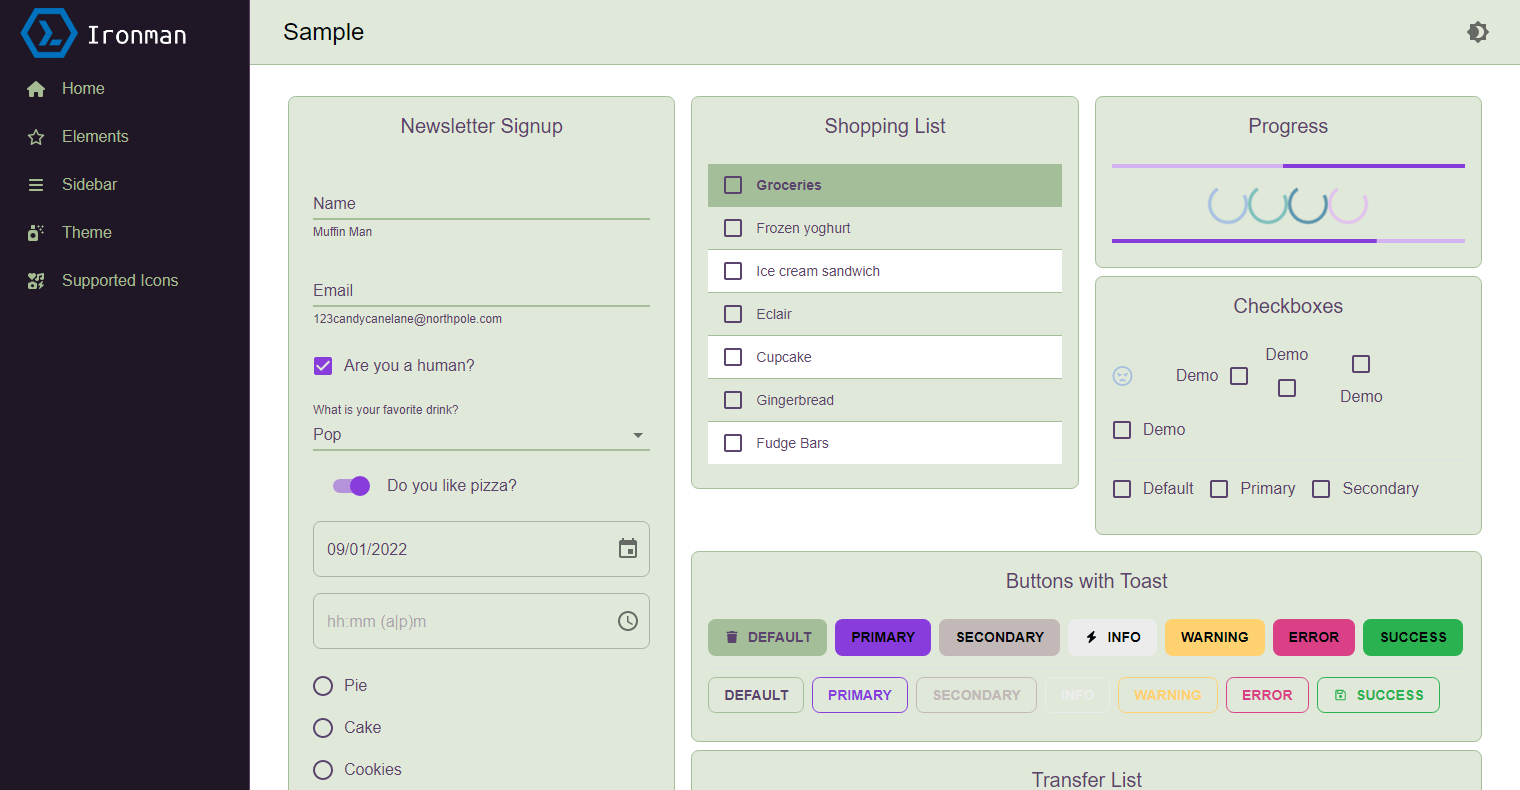 Ironman
Home
Elements
Sidebar
Theme
Supported Icons
Sample
Newsletter Signup
Name
Muffin Man
Email
123candycanelane@northpole.com
Are you a human?
What is your favorite drink?
Pop
Do you like pizza?
09/01/2022
hh:mm (a|p)m
Pie
Cake
Cookies
Shopping List
Groceries
Frozen yoghurt
Ice cream sandwich
Eclair
Cupcake
Gingerbread
Fudge Bars
Progress
Checkboxes
Demo
Demo
Demo
Demo
Default Primary Secondary
Buttons with Toast
DEFAULT PRIMARY SECONDARY INFO WARNING ERROR SUCCESS
DEFAULT PRIMARY SECONDARY INFO WARNING ERROR SUCCESS
Transfer List